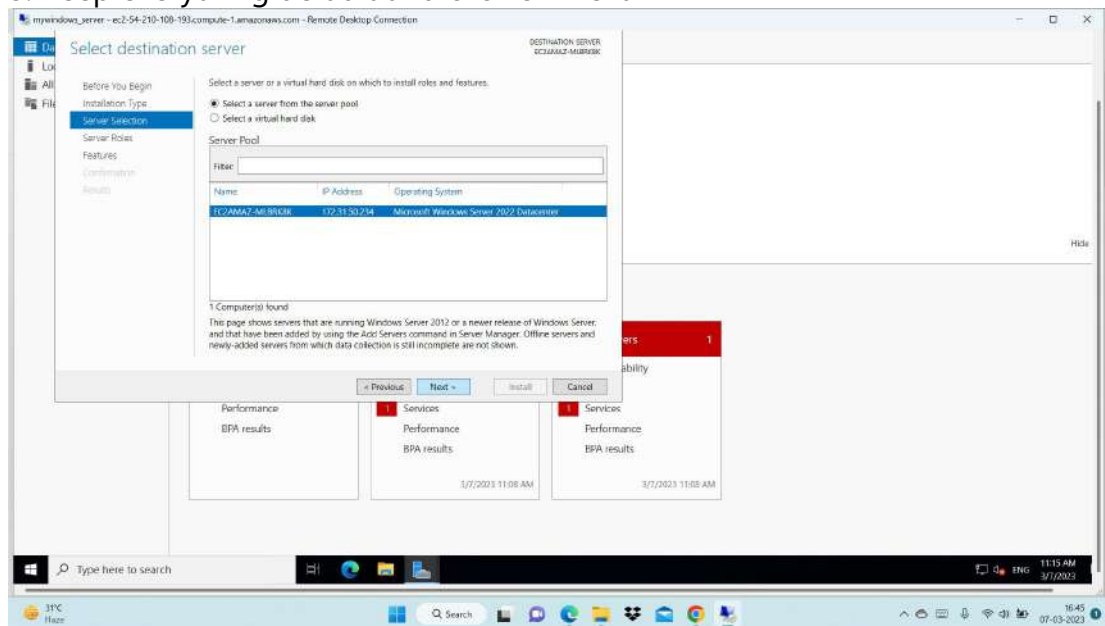 mywindows_server - ec2-54-210-108-193.compute-1.amazonaws.com - Remote Desktop Connection
Select destination server
DESTINATION SERVER
Before You Begin
Installation Type
Server Selection
Server Roles
Features
Confirmation
Results
Select a server or a virtual hard disk on which to install roles and features.
Select a server from the server pool
Select a virtual hard disk
Server Pool
Filter:
Name IP Address Operating System
172.31.50.234 Microsoft Windows Server 2022 Datacenter
1 Computer(s) found
This page shows servers that are running Windows Server 2012 or a newer release of Windows Server,
and that have been added by using the Add Servers command in Server Manager. Offline servers and
newly-added servers from which data collection is still incomplete are not shown.
< Previous Next > Install Cancel
Da
Lo
All
File
Hide
ers 1
ability
Performance
BPA results
1 Services
Performance
BPA results
3/7/2023 11:08 AM
1 Services
Performance
BPA results
3/7/2023 11:08 AM
Type here to search
ENG
11:15 AM
3/7/2023
31°C
Haze
Search
16:45
07-03-2023